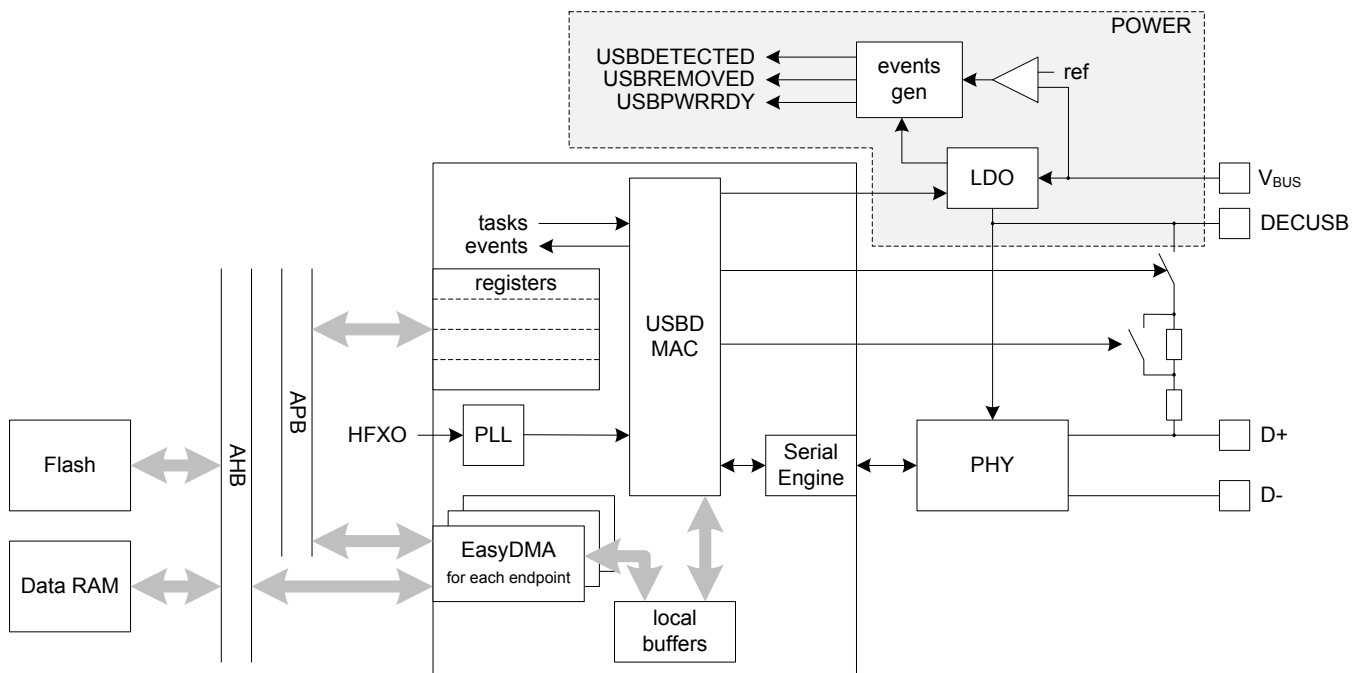 POWER
USBDETECTED
USBREMOVED
USBPWRRDY
events
gen
ref
LDO
VBUS
DECUSB
tasks
events
registers
USBD
MAC
APB
AHB
HFXO
PLL
Flash
Serial
Engine
PHY
D+
D-
EasyDMA
for each endpoint
Data RAM
local
buffers